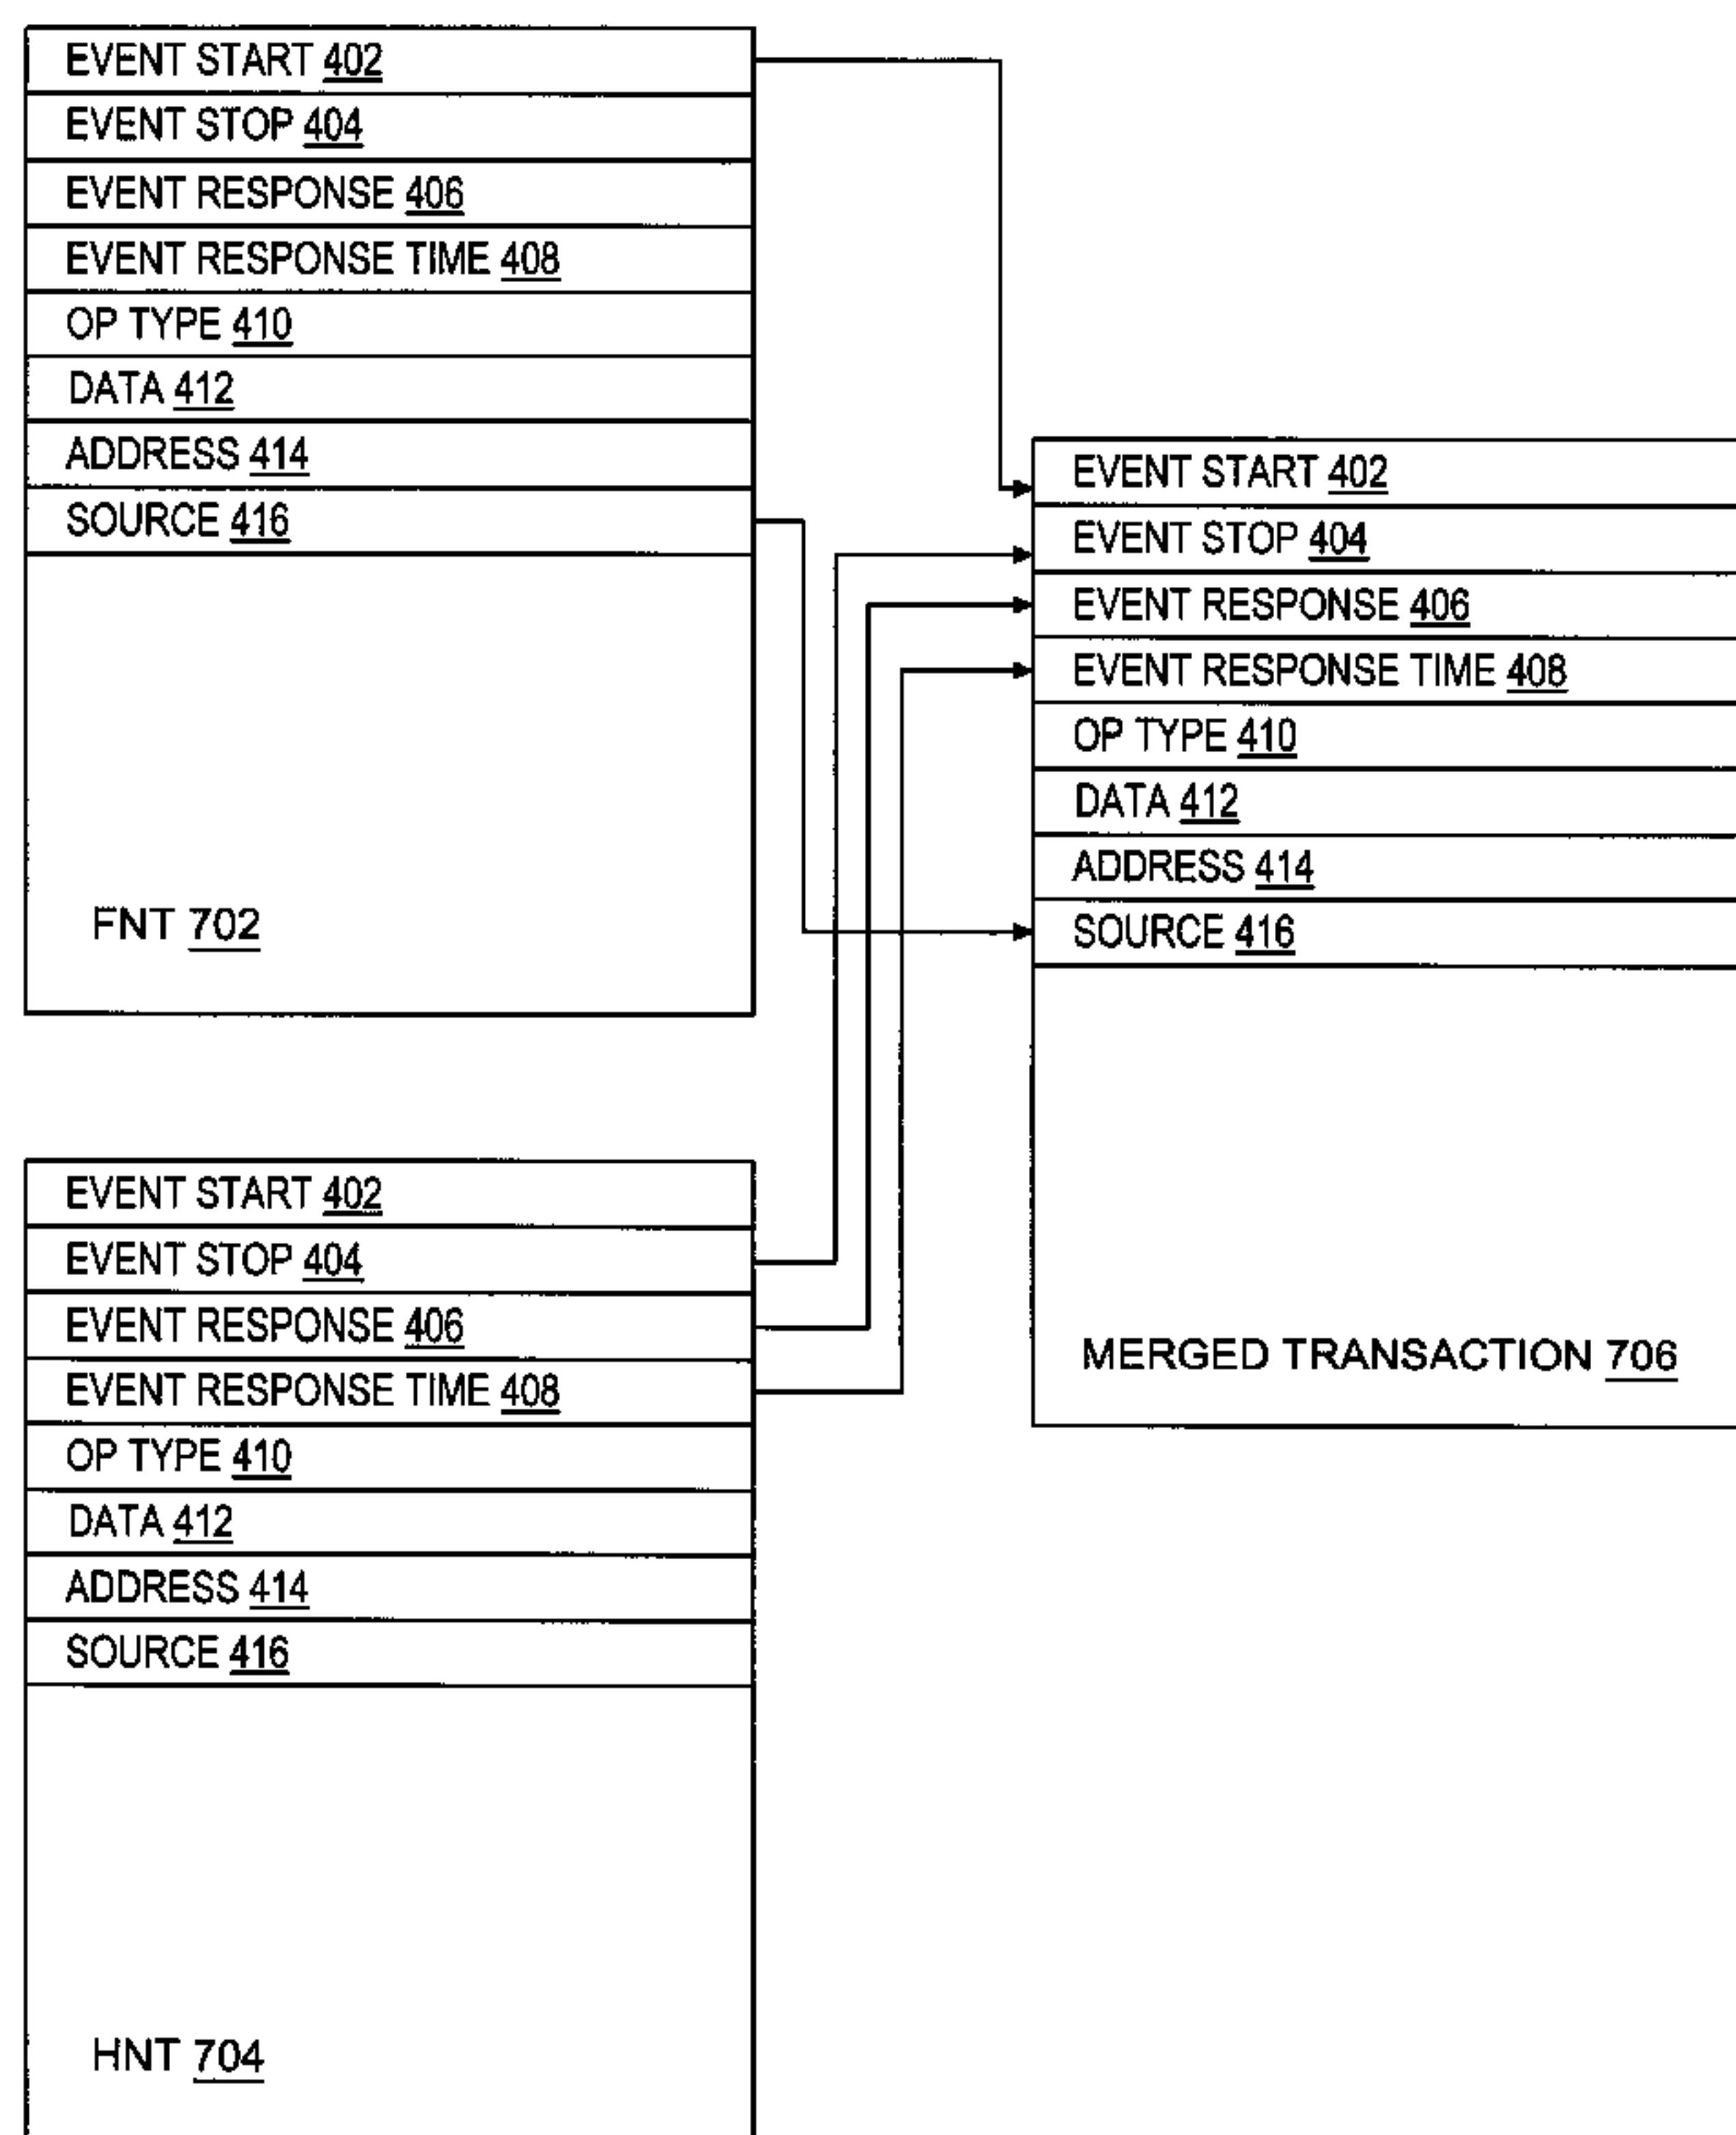 EVENT START 402
EVENT STOP 404
EVENT RESPONSE 406
EVENT RESPONSE TIME 408
OP TYPE 410
DATA 412
ADDRESS 414
SOURCE 416
FNT 702
EVENT START 402
EVENT STOP 404
EVENT RESPONSE 406
EVENT RESPONSE TIME 408
OP TYPE 410
DATA 412
ADDRESS 414
SOURCE 416
MERGED TRANSACTION 706
EVENT START 402
EVENT STOP 404
EVENT RESPONSE 406
EVENT RESPONSE TIME 408
OP TYPE 410
DATA 412
ADDRESS 414
SOURCE 416
HNT 704